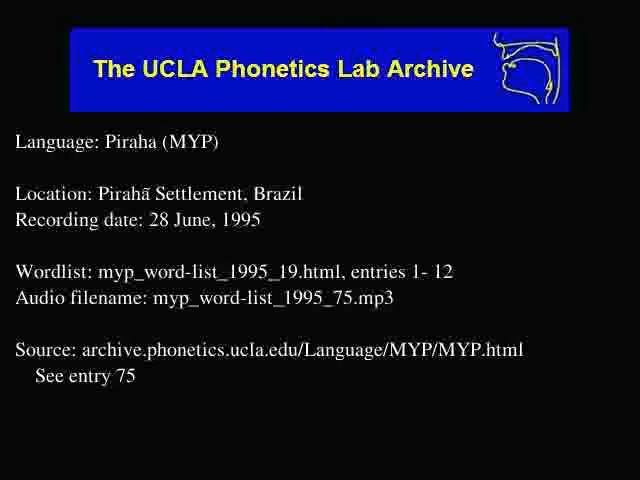 The UCLA Phonetics Lab Archive
Language: Piraha (MYP)
Location: Pirahã Settlement, Brazil
Recording date: 28 June, 1995
Wordlist: myp_word-list_1995_19.html, entries 1- 12
Audio filename: myp_word-list_1995_75.mp3
Source: archive.phonetics.ucla.edu/Language/MYP/MYP.html
See entry 75